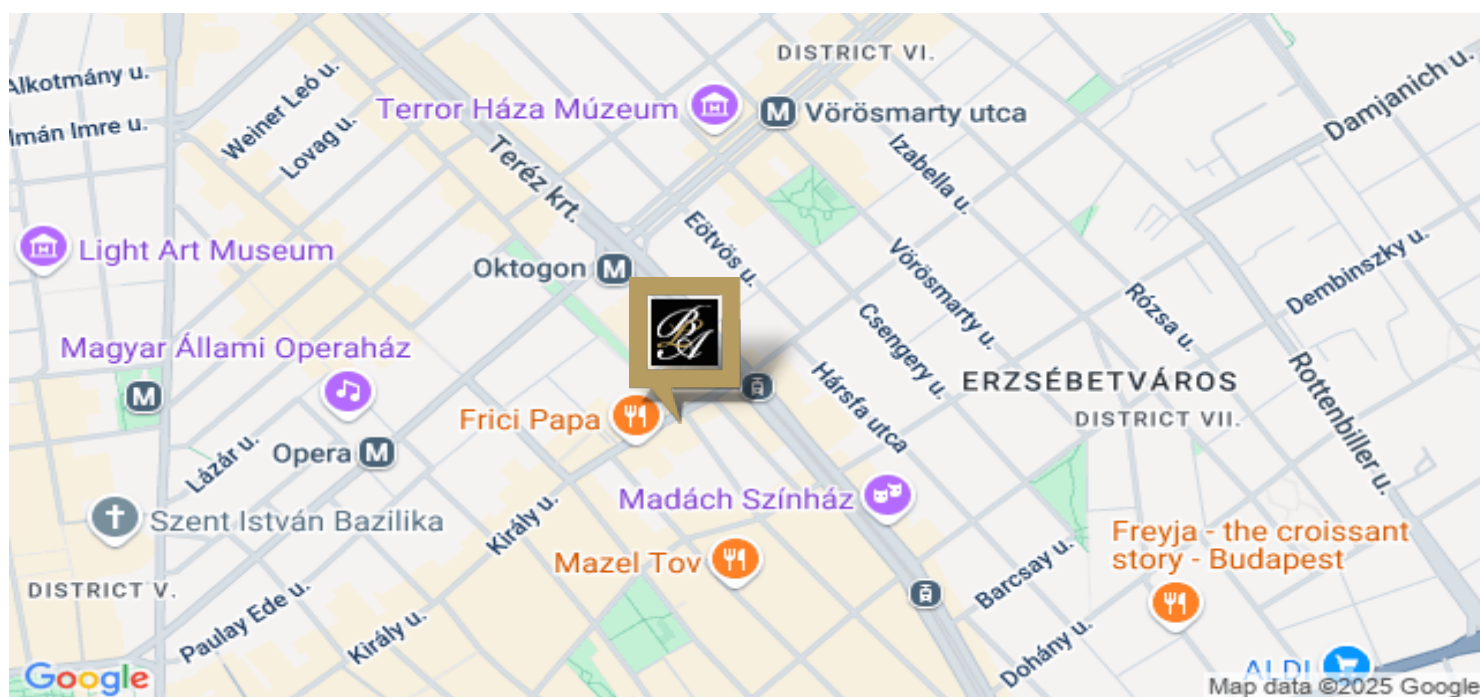 DISTRICT VI.
Alkotmány u.
Weiner Leó u.
Damjanich u.
Terror Háza Múzeum
M Vörösmarty utca
Imre u.
Lovag u.
Teréz krt.
Izabella u.
Light Art Museum
Oktogon M
Eötvös u.
Vörösmarty u.
Dembinszky u.
Rózsa u.
Csengery u.
Magyar Állami Operaház
M
ERZSÉBETVÁROS
DISTRICT VII.
Rottenbiller u.
Hársfa utca
Frici Papa
Opera M
Lázár u.
Madách Színház
Szent István Bazilika
Király u.
Mazel Tov
Freyja - the croissant
story - Budapest
Barcsay u.
DISTRICT V.
Paulay Ede u.
Király u.
Dohány u.
ALDI
Google
Map data ©2025 Google